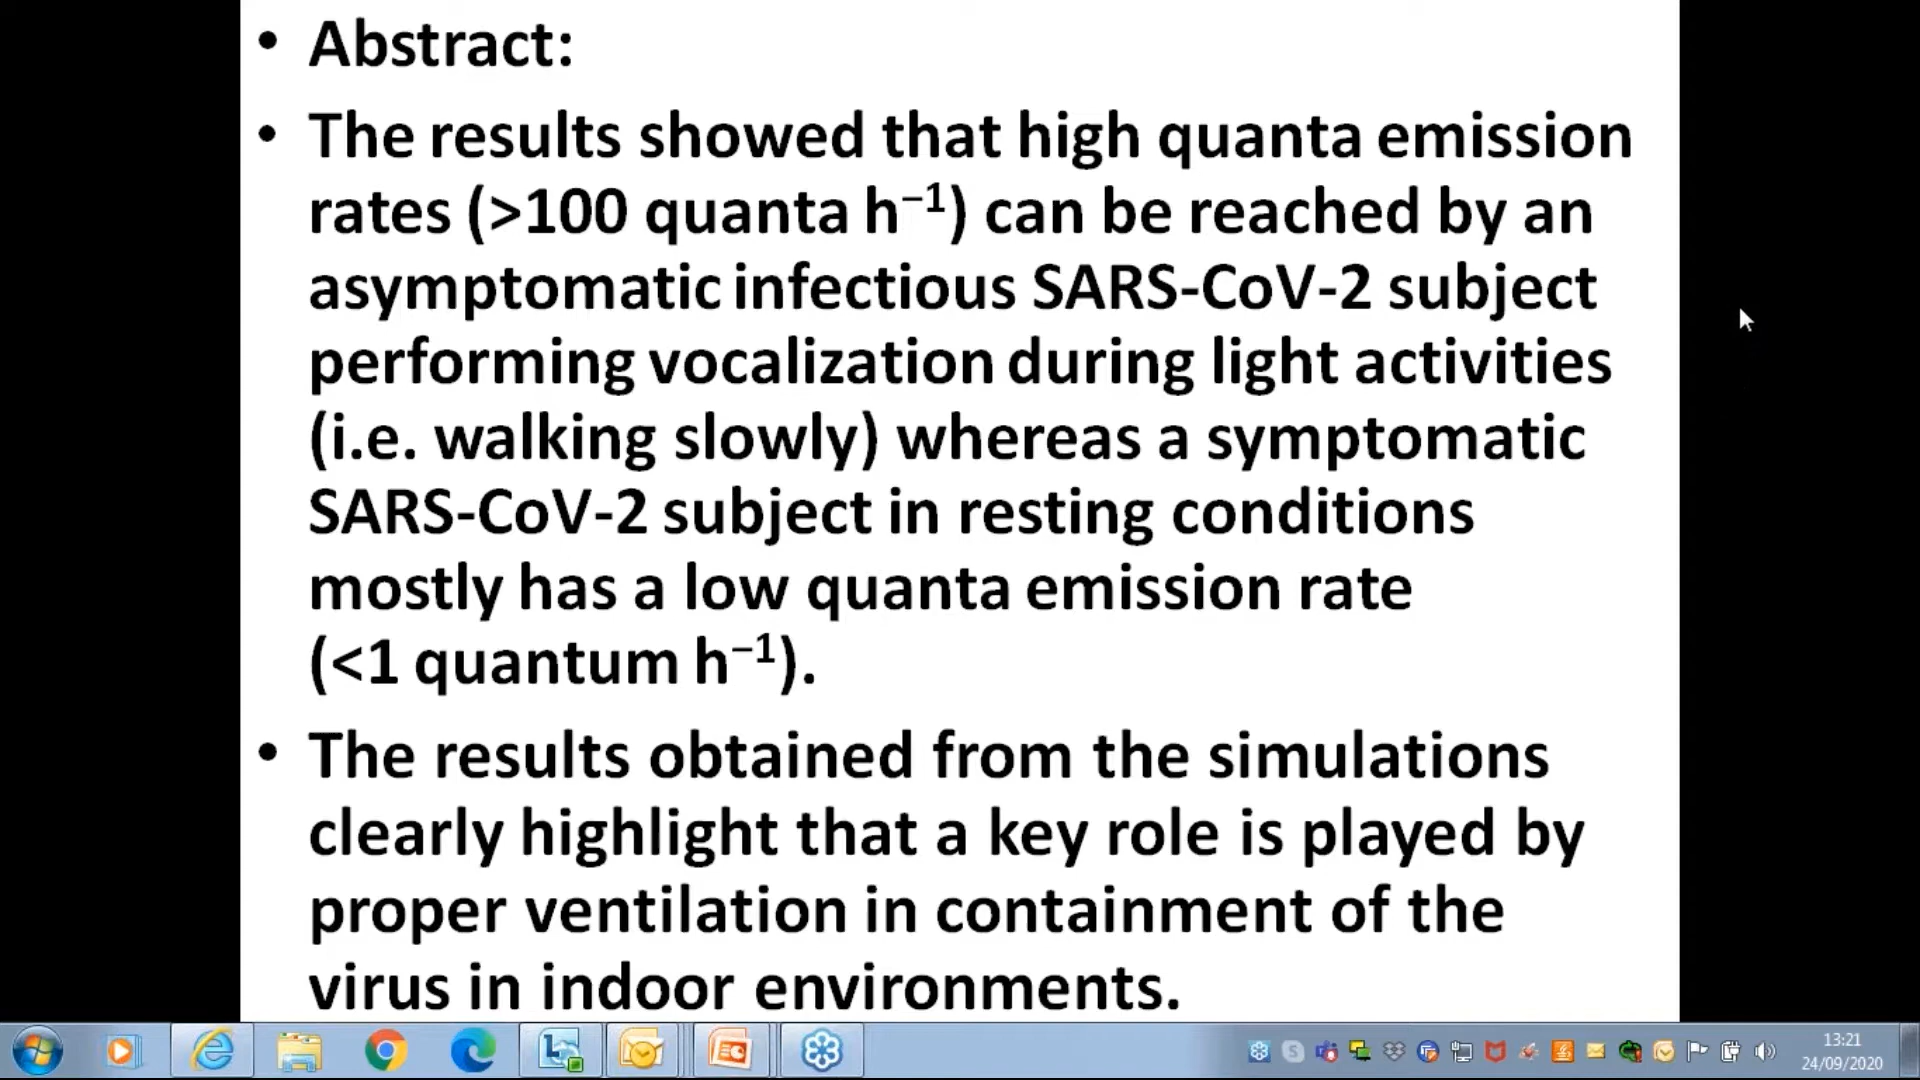 • Abstract:
• The results showed that high quanta emission
rates (>100 quanta h⁻¹) can be reached by an
asymptomatic infectious SARS-CoV-2 subject
performing vocalization during light activities
(i.e. walking slowly) whereas a symptomatic
SARS-CoV-2 subject in resting conditions
mostly has a low quanta emission rate
(<1 quantum h⁻¹).
• The results obtained from the simulations
clearly highlight that a key role is played by
proper ventilation in containment of the
virus in indoor environments.
13:21
24/09/2020